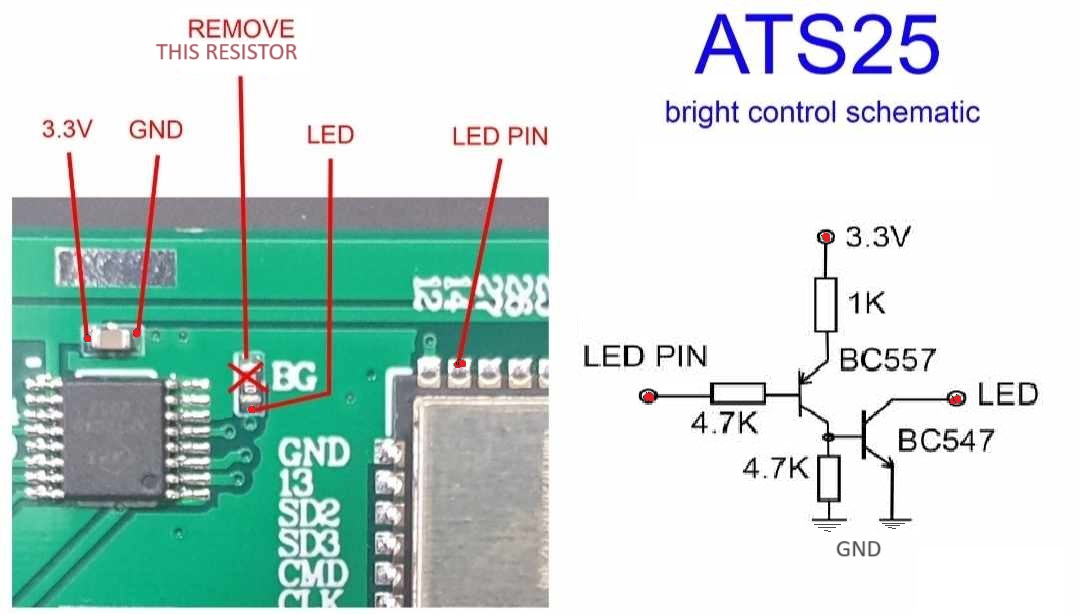 REMOVE
THIS RESISTOR
3.3V
GND
LED
LED PIN
BG
GND
13
SD2
SD3
CMD
CLK
12
14
27
ATS25
bright control schematic
3.3V
1K
LED PIN
BC557
4.7K
LED
BC547
4.7K
GND